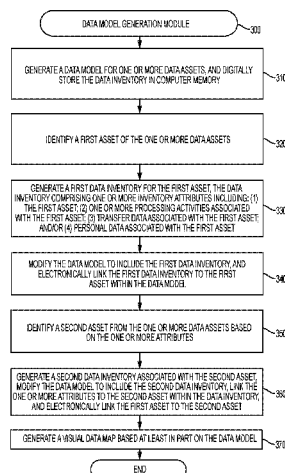 DATA MODEL GENERATION MODULE
300
GENERATE A DATA MODEL FOR ONE OR MORE DATA ASSETS, AND DIGITALLY
STORE THE DATA INVENTORY IN COMPUTER MEMORY
310
IDENTIFY A FIRST ASSET OF THE ONE OR MORE DATA ASSETS
320
GENERATE A FIRST DATA INVENTORY FOR THE FIRST ASSET, THE DATA
INVENTORY COMPRISING ONE OR MORE INVENTORY ATTRIBUTES INCLUDING: (1)
THE FIRST ASSET; (2) ONE OR MORE PROCESSING ACTIVITIES ASSOCIATED
WITH THE FIRST ASSET; (3) TRANSFER DATA ASSOCIATED WITH THE FIRST ASSET;
AND/OR (4) PERSONAL DATA ASSOCIATED WITH THE FIRST ASSET
330
MODIFY THE DATA MODEL TO INCLUDE THE FIRST DATA INVENTORY, AND
ELECTRONICALLY LINK THE FIRST DATA INVENTORY TO THE FIRST
ASSET WITHIN THE DATA MODEL
340
IDENTIFY A SECOND ASSET FROM THE ONE OR MORE DATA ASSETS BASED
ON THE ONE OR MORE ATTRIBUTES
350
GENERATE A SECOND DATA INVENTORY ASSOCIATED WITH THE SECOND ASSET,
MODIFY THE DATA MODEL TO INCLUDE THE SECOND DATA INVENTORY, LINK THE
ONE OR MORE ATTRIBUTES TO THE SECOND ASSET WITHIN THE DATA INVENTORY,
AND ELECTRONICALLY LINK THE FIRST ASSET TO THE SECOND ASSET
360
GENERATE A VISUAL DATA MAP BASED AT LEAST IN PART ON THE DATA MODEL
370
END